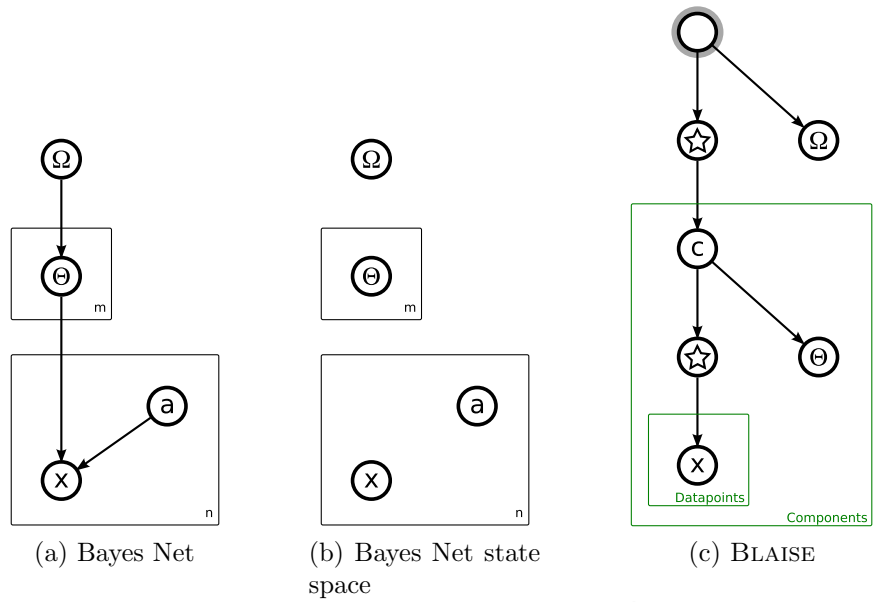 Ω
Θ
m
a
x
n
(a) Bayes Net
Ω
Θ
m
a
x
n
(b) Bayes Net state
space
Ω
c
Θ
x
Datapoints
Components
(c) BLAISE